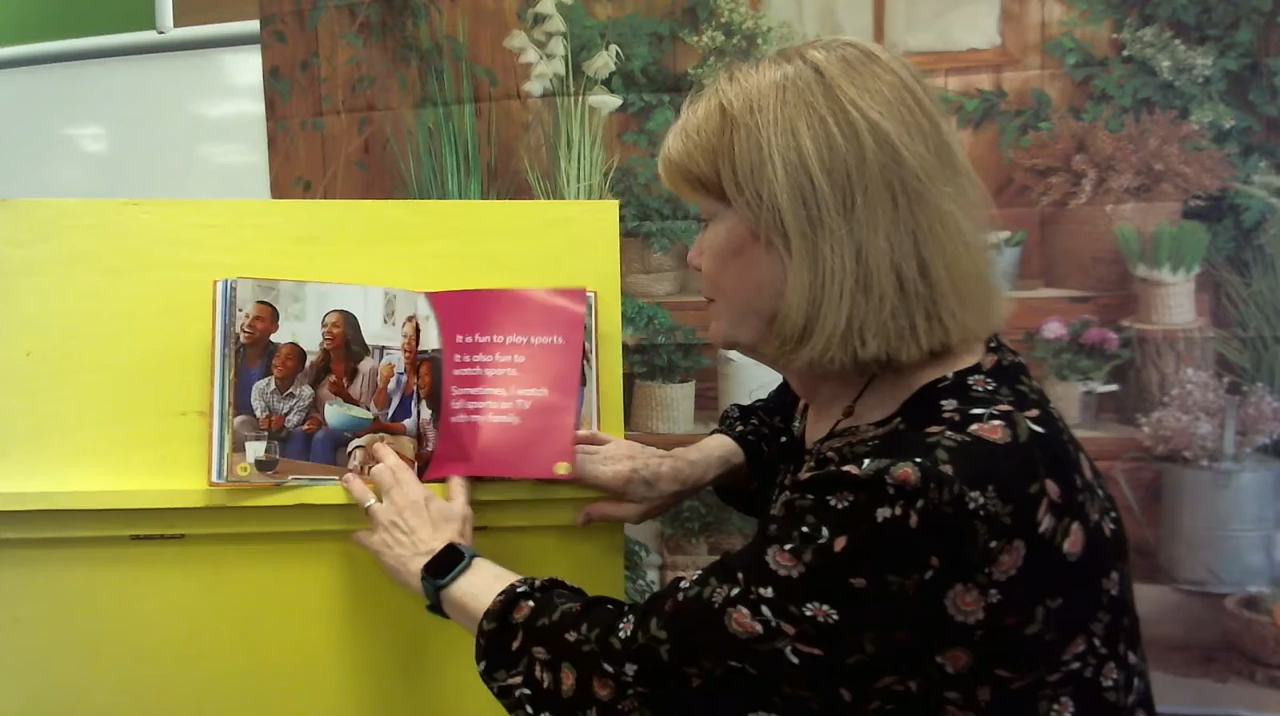 It is fun to play sports.
It is also fun to
watch sports.
Sometimes, I watch
fall sports on TV
with my family.